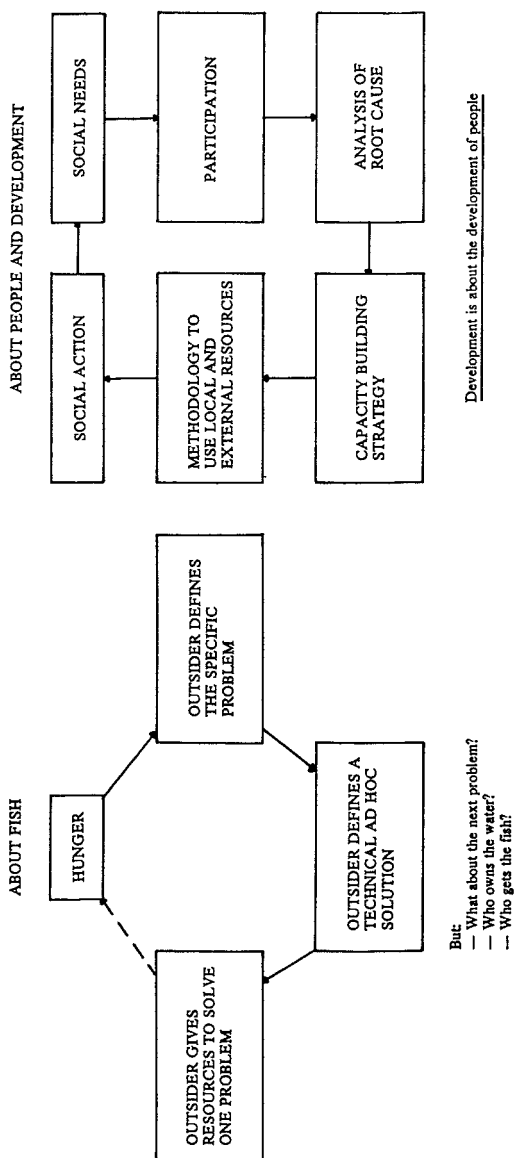 ABOUT FISH
HUNGER
OUTSIDER DEFINES
THE SPECIFIC
PROBLEM
OUTSIDER DEFINES A
TECHNICAL AD HOC
SOLUTION
OUTSIDER GIVES
RESOURCES TO SOLVE
ONE PROBLEM
But:
— What about the next problem?
— Who owns the water?
— Who gets the fish?
ABOUT PEOPLE AND DEVELOPMENT
SOCIAL NEEDS
PARTICIPATION
ANALYSIS OF
ROOT CAUSE
CAPACITY BUILDING
STRATEGY
METHODOLOGY TO
USE LOCAL AND
EXTERNAL RESOURCES
SOCIAL ACTION
Development is about the development of people